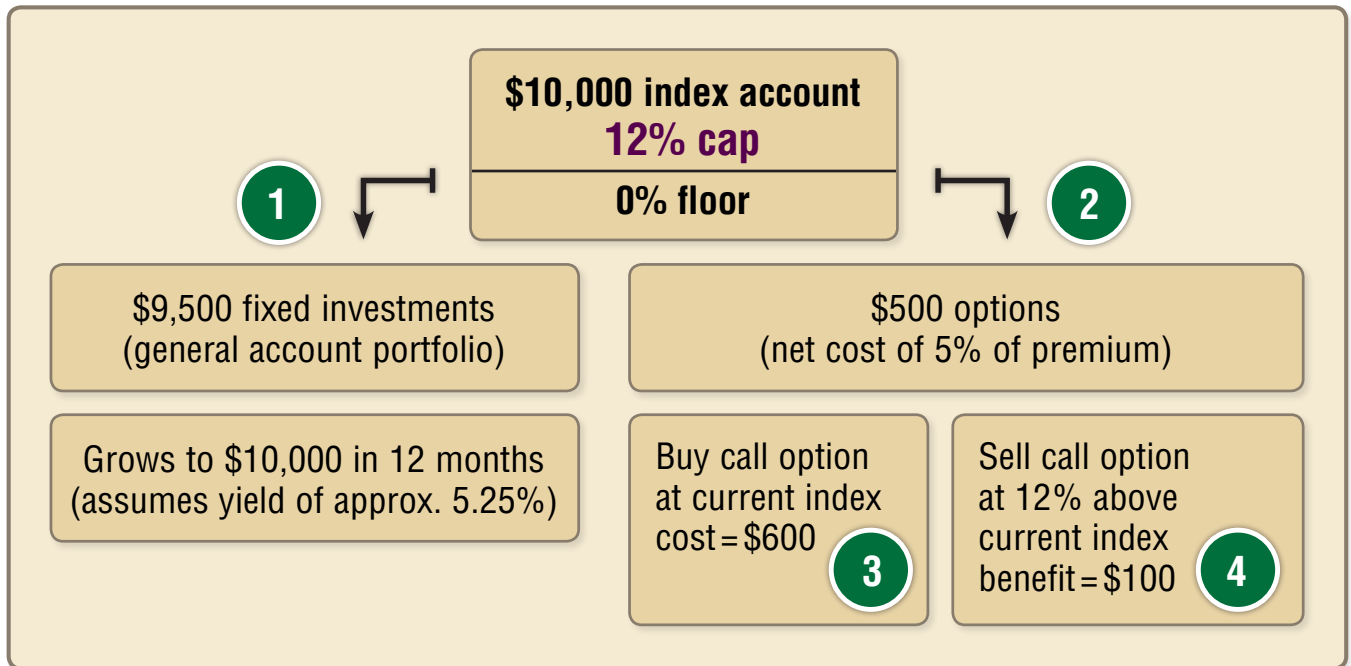 $10,000 index account
12% cap
0% floor
1
2
$9,500 fixed investments
(general account portfolio)
$500 options
(net cost of 5% of premium)
Grows to $10,000 in 12 months
(assumes yield of approx. 5.25%)
Buy call option
at current index
cost=$600
3
Sell call option
at 12% above
current index
benefit=$100
4